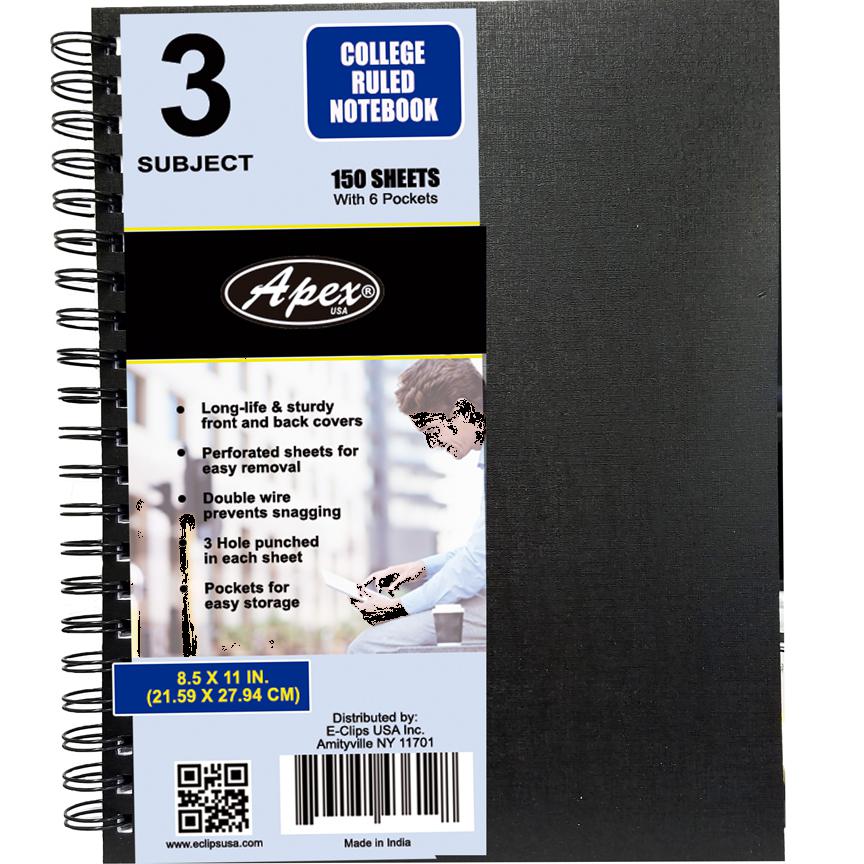 3
SUBJECT
COLLEGE
RULED
NOTEBOOK
150 SHEETS
With 6 Pockets
Apex®
USA
• Long-life & sturdy
front and back covers
• Perforated sheets for
easy removal
• Double wire
prevents snagging
• 3 Hole punched
in each sheet
• Pockets for
easy storage
8.5 X 11 IN.
(21.59 X 27.94 CM)
Distributed by:
E-Clips USA Inc.
Amityville NY 11701
www.eclipsusa.com
Made in India